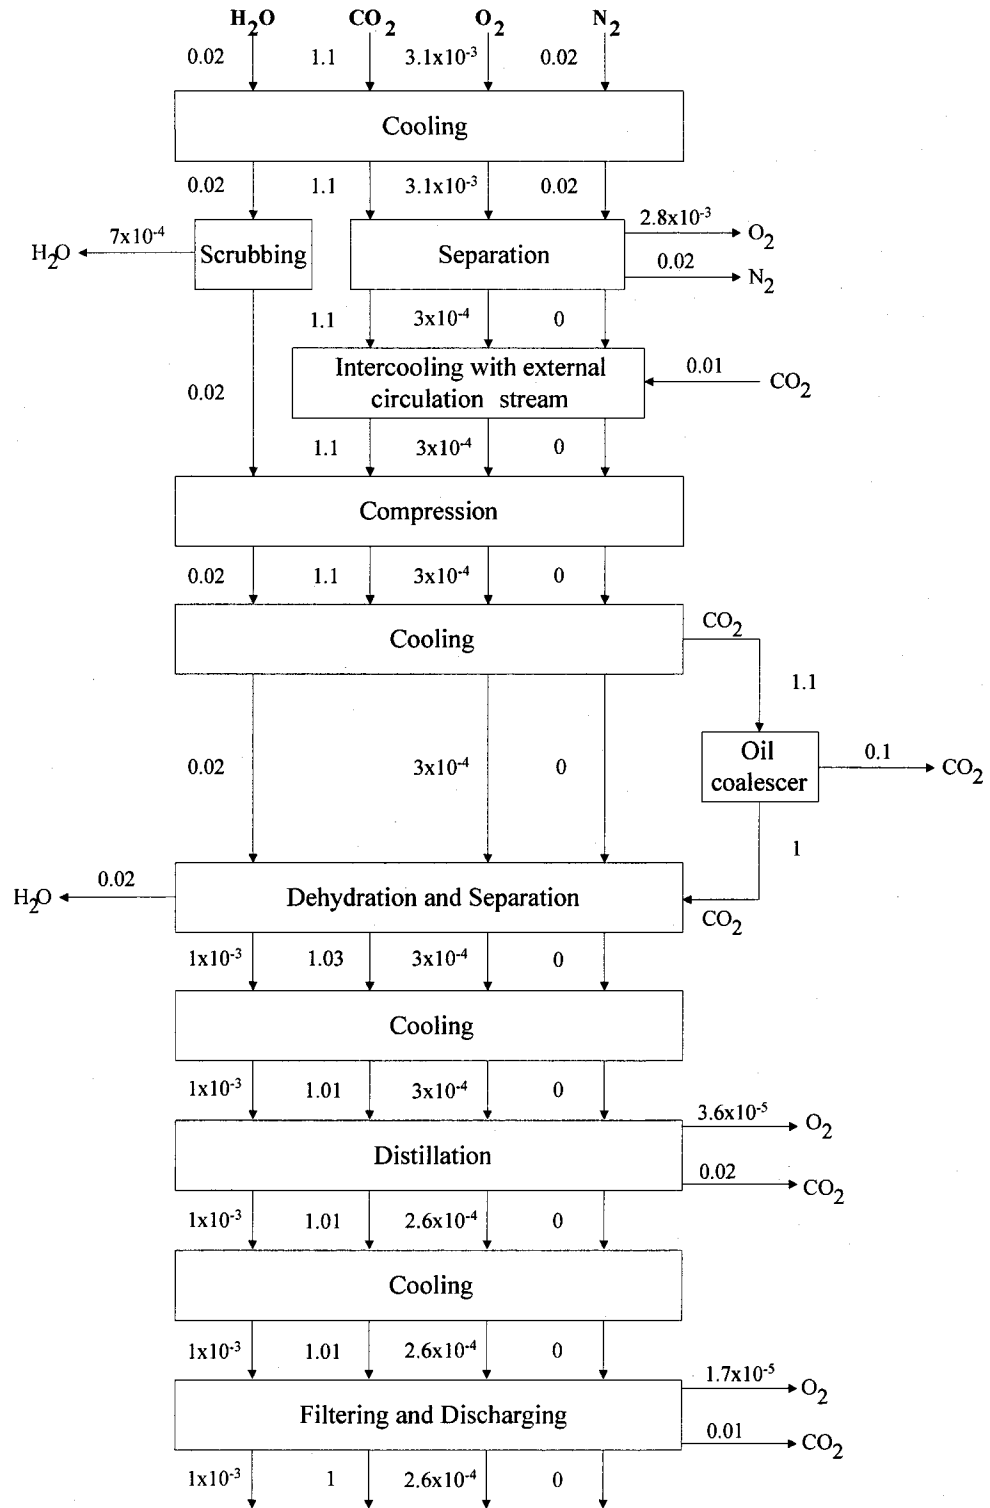 H2O CO2 O2 N2
0.02 1.1 3.1x10-3 0.02
Cooling
0.02 1.1 3.1x10-3 0.02
2.8x10-3
H2O 7x10-4 Scrubbing Separation O2
0.02
N2
1.1 3x10-4 0
Intercooling with external
circulation stream
0.01
CO2
0.02
1.1 3x10-4 0
Compression
0.02 1.1 3x10-4 0
Cooling
CO2
1.1
Oil
coalescer
0.1
CO2
0.02 3x10-4 0
1
H2O 0.02
Dehydration and Separation
CO2
1x10-3 1.03 3x10-4 0
Cooling
1x10-3 1.01 3x10-4 0
3.6x10-5
O2
Distillation
0.02
CO2
1x10-3 1.01 2.6x10-4 0
Cooling
1x10-3 1.01 2.6x10-4 0
1.7x10-5
O2
Filtering and Discharging
0.01
CO2
1x10-3 1 2.6x10-4 0